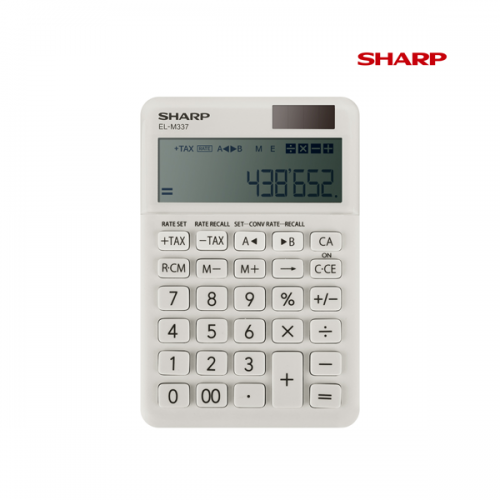 SHARP
SHARP
EL-M337
+TAX RATE A◀▶B M E ÷ × − +
= 438'652.
RATE SET RATE RECALL SET—CONV RATE—RECALL
+TAX −TAX A◀ ▶B CA
ON
R·CM M− M+ → C·CE
7 8 9 % +/−
4 5 6 × ÷
1 2 3 + −
0 00 · =